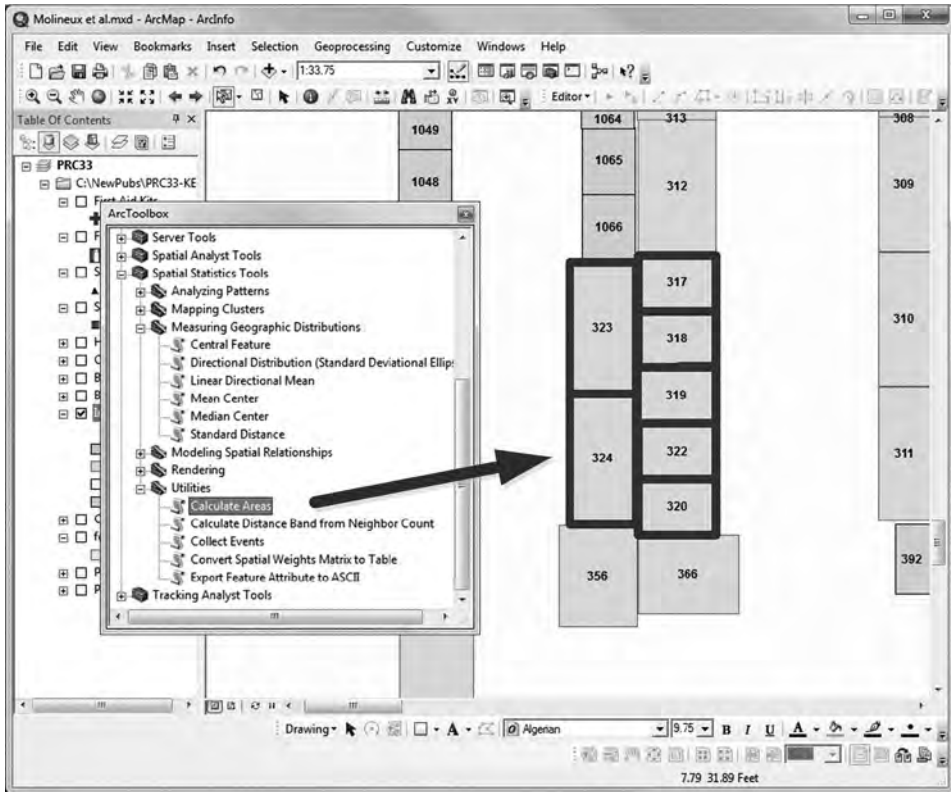 Molineux et al.mxd - ArcMap - ArcInfo
File Edit View Bookmarks Insert Selection Geoprocessing Customize Windows Help
1:33.75
Editor
Table Of Contents
PRC33
C:\NewPubs\PRC33-KE
First Aid Kits
F
S
S
H
C
B
B
C
f
P
P
ArcToolbox
Server Tools
Spatial Analyst Tools
Spatial Statistics Tools
Analyzing Patterns
Mapping Clusters
Measuring Geographic Distributions
Central Feature
Directional Distribution (Standard Deviational Ellip
Linear Directional Mean
Mean Center
Median Center
Standard Distance
Modeling Spatial Relationships
Rendering
Utilities
Calculate Areas
Calculate Distance Band from Neighbor Count
Collect Events
Convert Spatial Weights Matrix to Table
Export Feature Attribute to ASCII
Tracking Analyst Tools
1049
1048
1064
1065
1066
313
312
317
318
319
322
320
323
324
356
366
308
309
310
311
392
Drawing A Algerian 9.75 B I U A
7.79 31.89 Feet